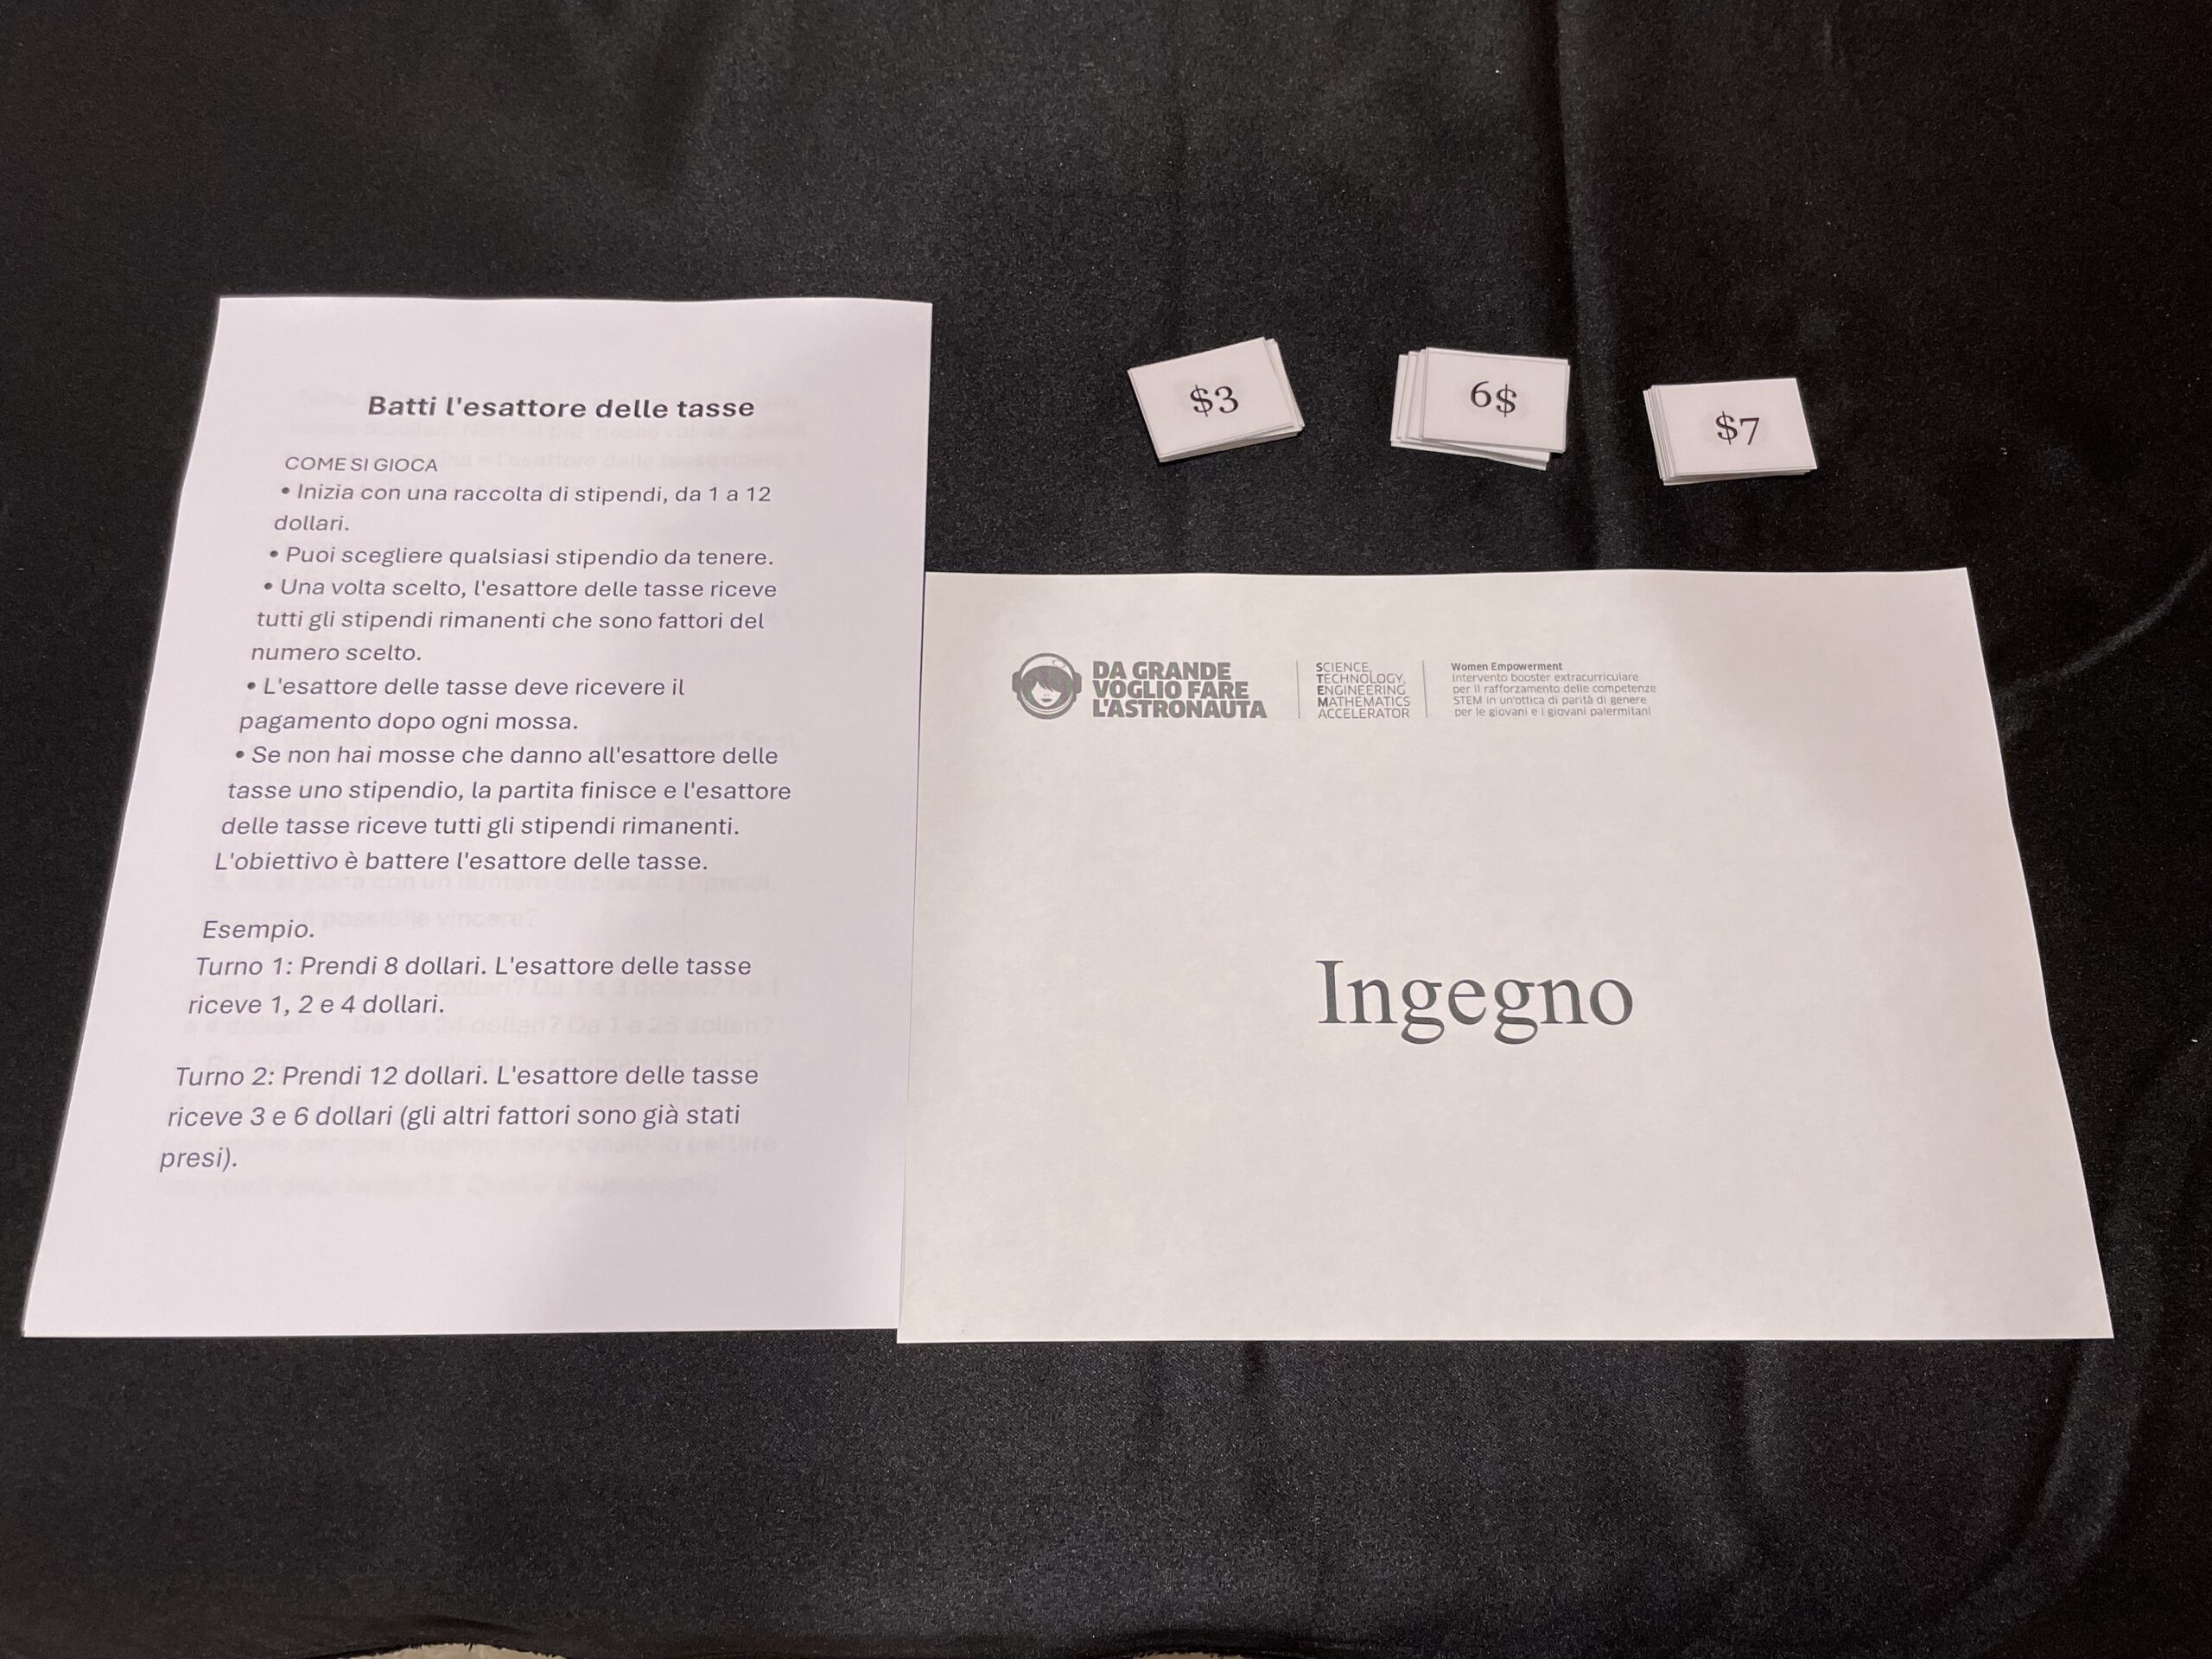 Batti l'esattore delle tasse
COME SI GIOCA
• Inizia con una raccolta di stipendi, da 1 a 12
dollari.
• Puoi scegliere qualsiasi stipendio da tenere.
• Una volta scelto, l'esattore delle tasse riceve
tutti gli stipendi rimanenti che sono fattori del
numero scelto.
• L'esattore delle tasse deve ricevere il
pagamento dopo ogni mossa.
• Se non hai mosse che danno all'esattore delle
tasse uno stipendio, la partita finisce e l'esattore
delle tasse riceve tutti gli stipendi rimanenti.
L'obiettivo è battere l'esattore delle tasse.
Esempio.
Turno 1: Prendi 8 dollari. L'esattore delle tasse
riceve 1, 2 e 4 dollari.
Turno 2: Prendi 12 dollari. L'esattore delle tasse
riceve 3 e 6 dollari (gli altri fattori sono già stati
presi).
$3
6$
$7
DA GRANDE
VOGLIO FARE
L'ASTRONAUTA
SCIENCE,
TECHNOLOGY,
ENGINEERING
MATHEMATICS
ACCELERATOR
Women Empowerment
Intervento booster extracurriculare
per il rafforzamento delle competenze
STEM in un'ottica di parità di genere
per le giovani e i giovani palermitani
Ingegno